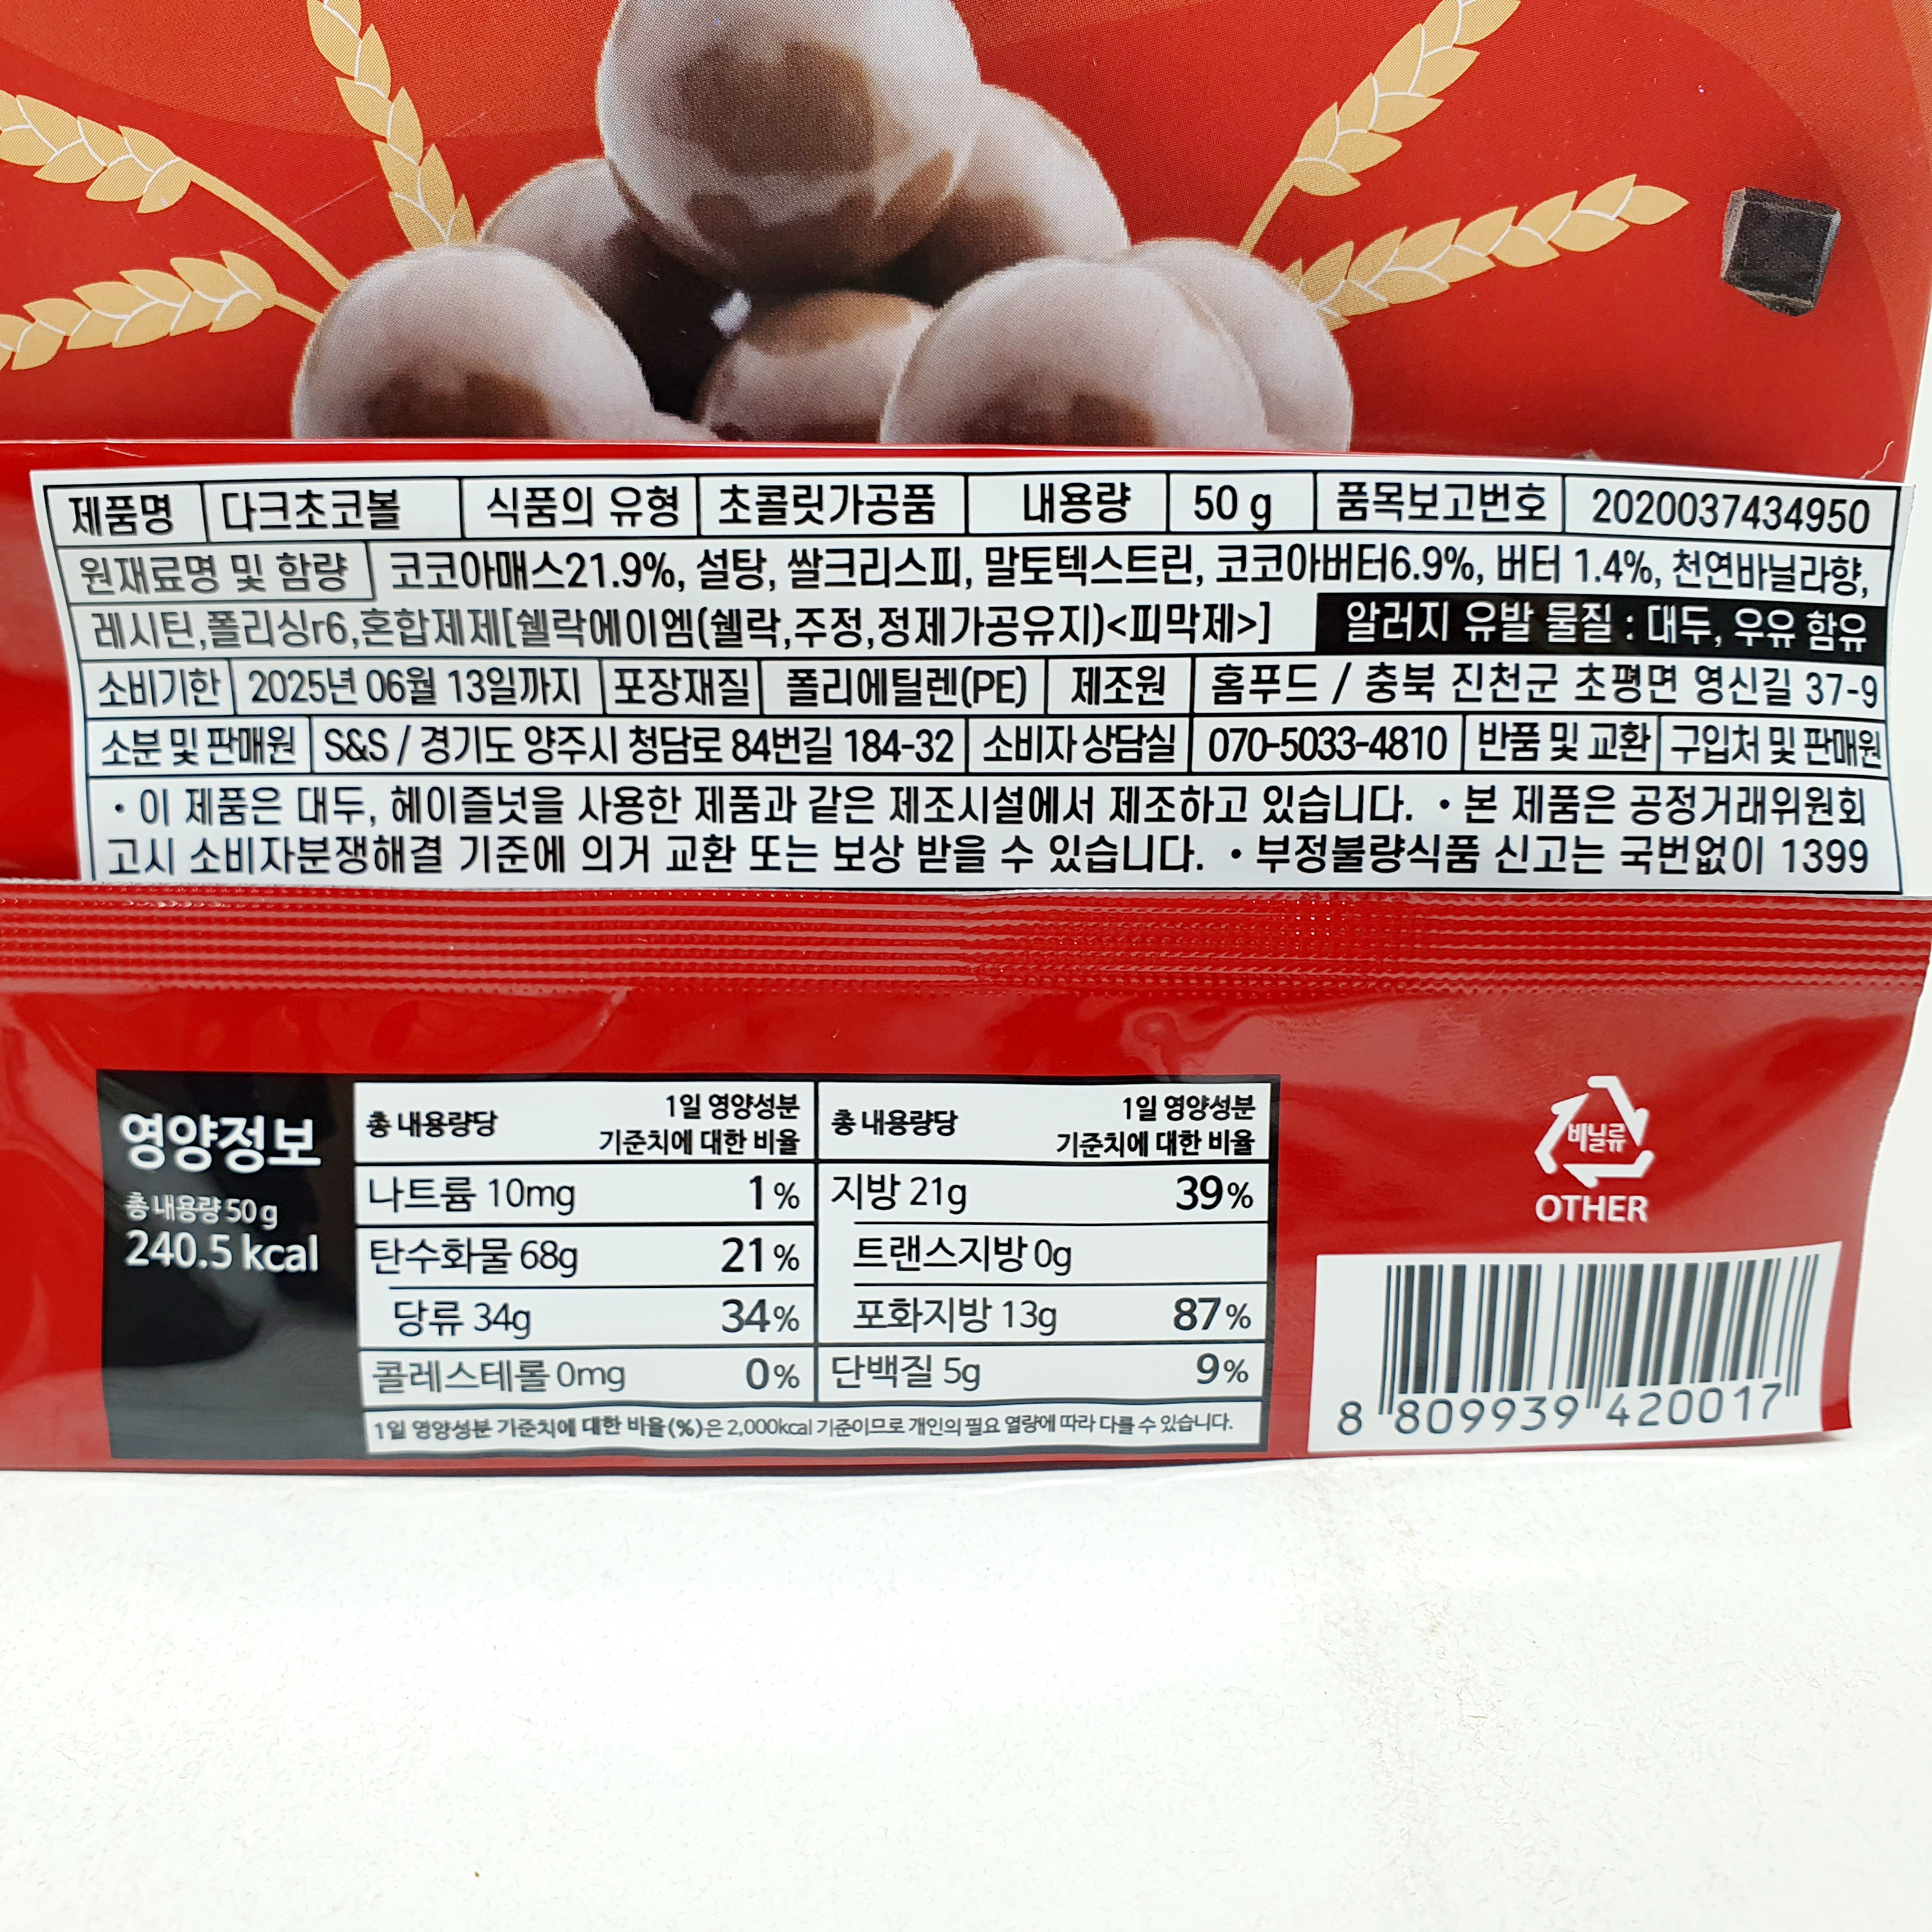 제품명 다크초코볼 식품의 유형 초콜릿가공품 내용량 50 g 품목보고번호 2020037434950
원재료명 및 함량 코코아매스21.9%, 설탕, 쌀크리스피, 말토텍스트린, 코코아버터6.9%, 버터 1.4%, 천연바닐라향,
레시틴,폴리싱r6,혼합제제[쉘락에이엠(쉘락,주정,정제가공유지)<피막제>] 알러지 유발 물질 : 대두, 우유 함유
소비기한 2025년 06월 13일까지 포장재질 폴리에틸렌(PE) 제조원 홈푸드 / 충북 진천군 초평면 영신길 37-9
소분 및 판매원 S&S / 경기도 양주시 청담로 84번길 184-32 소비자 상담실 070-5033-4810 반품 및 교환 구입처 및 판매원
• 이 제품은 대두, 헤이즐넛을 사용한 제품과 같은 제조시설에서 제조하고 있습니다. • 본 제품은 공정거래위원회
고시 소비자분쟁해결 기준에 의거 교환 또는 보상 받을 수 있습니다. • 부정불량식품 신고는 국번없이 1399
영양정보
총 내용량 50 g
240.5 kcal
총 내용량당 1일 영양성분 기준치에 대한 비율 총 내용량당 1일 영양성분 기준치에 대한 비율
나트륨 10mg 1% 지방 21g 39%
탄수화물 68g 21% 트랜스지방 0g
당류 34g 34% 포화지방 13g 87%
콜레스테롤 0mg 0% 단백질 5g 9%
1일 영양성분 기준치에 대한 비율(%)은 2,000kcal 기준이므로 개인의 필요 열량에 따라 다를 수 있습니다.
비닐류
OTHER
8 809939 420017